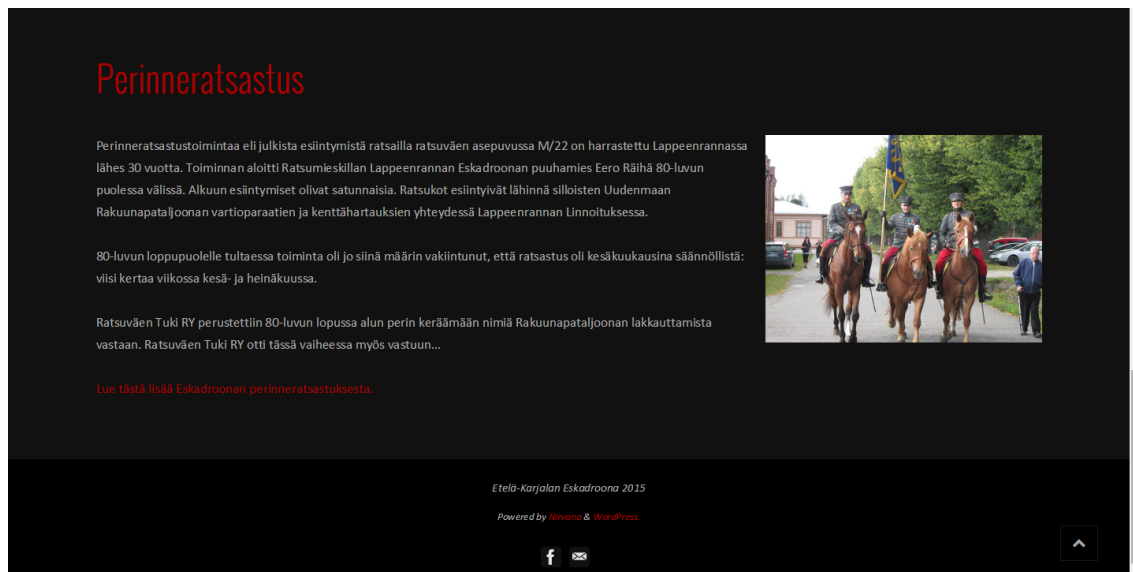 Perinneratsastus
Perinneratsastustoimintaa eli julkista esiintymistä ratsailla ratsuväen asepuvussa M/22 on harrastettu Lappeenrannassa
lähes 30 vuotta. Toiminnan aloitti Ratsumieskillan Lappeenrannan Eskadroonan puuhamies Eero Räihä 80-luvun
puolessa välissä. Alkuun esiintymiset olivat satunnaisia. Ratsukot esiintyivät lähinnä silloisten Uudenmaan
Rakuunapataljoonan vartioparaatien ja kenttähartauksien yhteydessä Lappeenrannan Linnoituksessa.
80-luvun loppupuolelle tultaessa toiminta oli jo siinä määrin vakiintunut, että ratsastus oli kesäkuukausina säännöllistä:
viisi kertaa viikossa kesä- ja heinäkuussa.
Ratsuväen Tuki RY perustettiin 80-luvun lopussa alun perin keräämään nimiä Rakuunapataljoonan lakkauttamista
vastaan. Ratsuväen Tuki RY otti tässä vaiheessa myös vastuun...
Lue tästä lisää Eskadroonan perinneratsastuksesta.
Etelä-Karjalan Eskadroona 2015
Powered by Nirvana & WordPress.